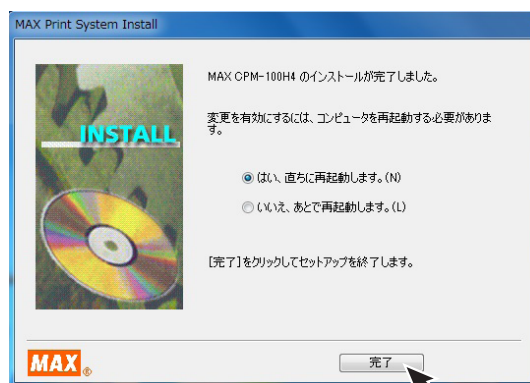 MAX Print System Install
MAX CPM-100H4 のインストールが完了しました。
変更を有効にするには、コンピュータを再起動する必要がありま
す。
INSTALL
はい、直ちに再起動します。(N)
いいえ、あとで再起動します。(L)
[完了]をクリックしてセットアップを終了します。
MAX®
完了